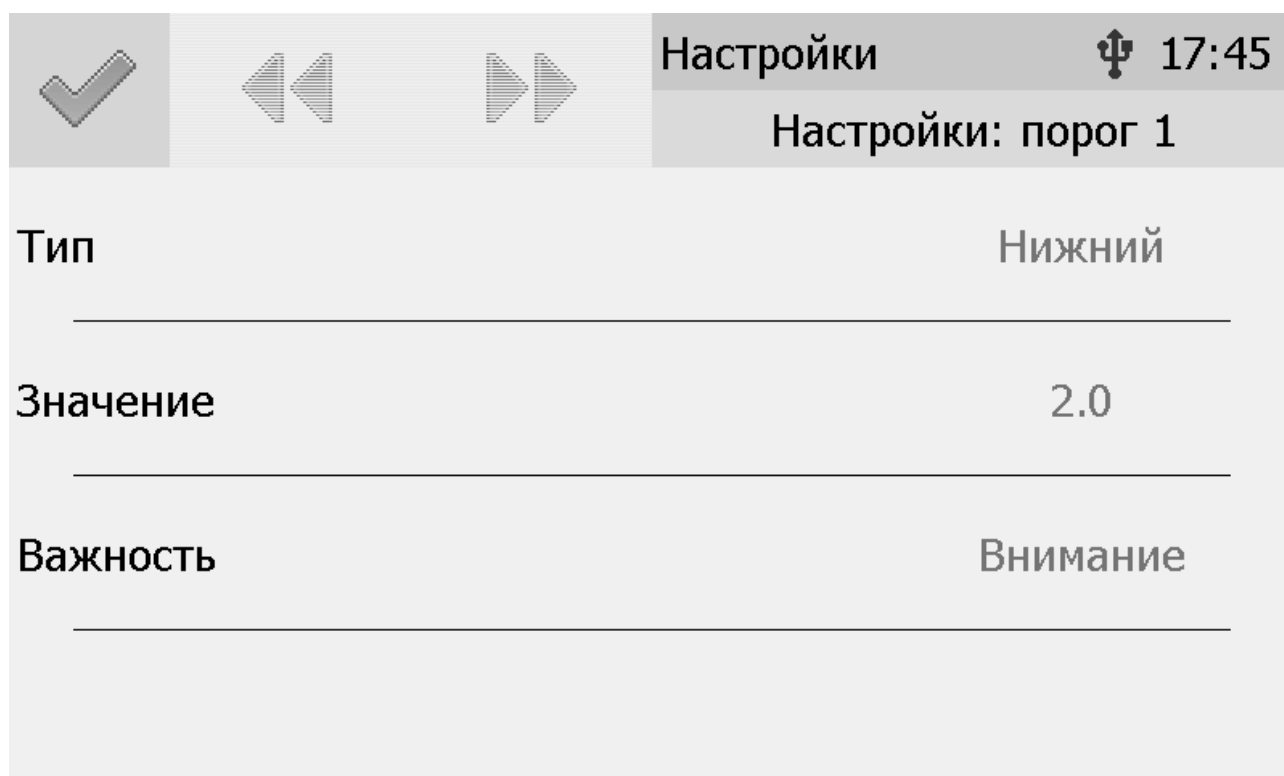 Настройки 17:45
Настройки: порог 1
Тип Нижний
Значение 2.0
Важность Внимание